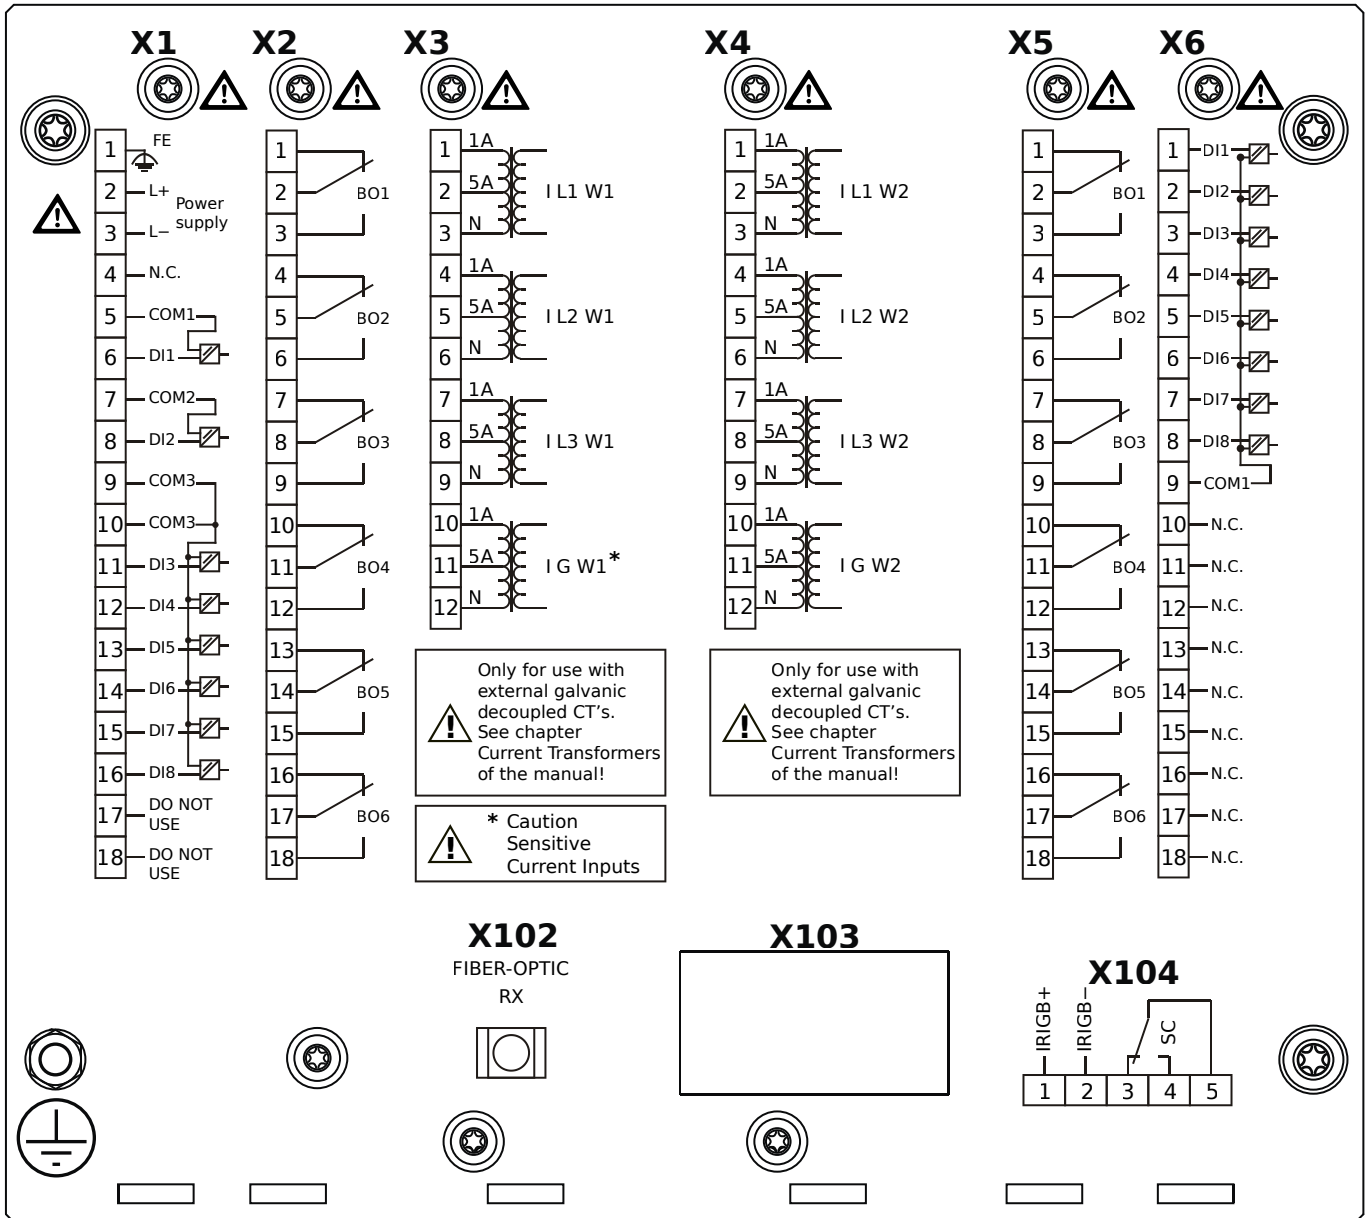 X1 X2 X3 X4 X5 X6
1 FE
2 L+
Power
supply
3 L−
4 N.C.
5 COM1
6 DI1
7 COM2
8 DI2
9 COM3
10 COM3
11 DI3
12 DI4
13 DI5
14 DI6
15 DI7
16 DI8
17 DO NOT
USE
18 DO NOT
USE
1
2 BO1
3
4
5 BO2
6
7
8 BO3
9
10
11 BO4
12
13
14 BO5
15
16
17 BO6
18
1 1A
2 5A I L1 W1
3 N
4 1A
5 5A I L2 W1
6 N
7 1A
8 5A I L3 W1
9 N
10 1A
11 5A I G W1*
12 N
Only for use with
external galvanic
decoupled CT's.
See chapter
Current Transformers
of the manual!
* Caution
Sensitive
Current Inputs
1 1A
2 5A I L1 W2
3 N
4 1A
5 5A I L2 W2
6 N
7 1A
8 5A I L3 W2
9 N
10 1A
11 5A I G W2
12 N
Only for use with
external galvanic
decoupled CT's.
See chapter
Current Transformers
of the manual!
1
2 BO1
3
4
5 BO2
6
7
8 BO3
9
10
11 BO4
12
13
14 BO5
15
16
17 BO6
18
1 DI1
2 DI2
3 DI3
4 DI4
5 DI5
6 DI6
7 DI7
8 DI8
9 COM1
10 N.C.
11 N.C.
12 N.C.
13 N.C.
14 N.C.
15 N.C.
16 N.C.
17 N.C.
18 N.C.
X102
FIBER-OPTIC
RX
X103
X104
IRIGB+
IRIGB−
SC
1 2 3 4 5